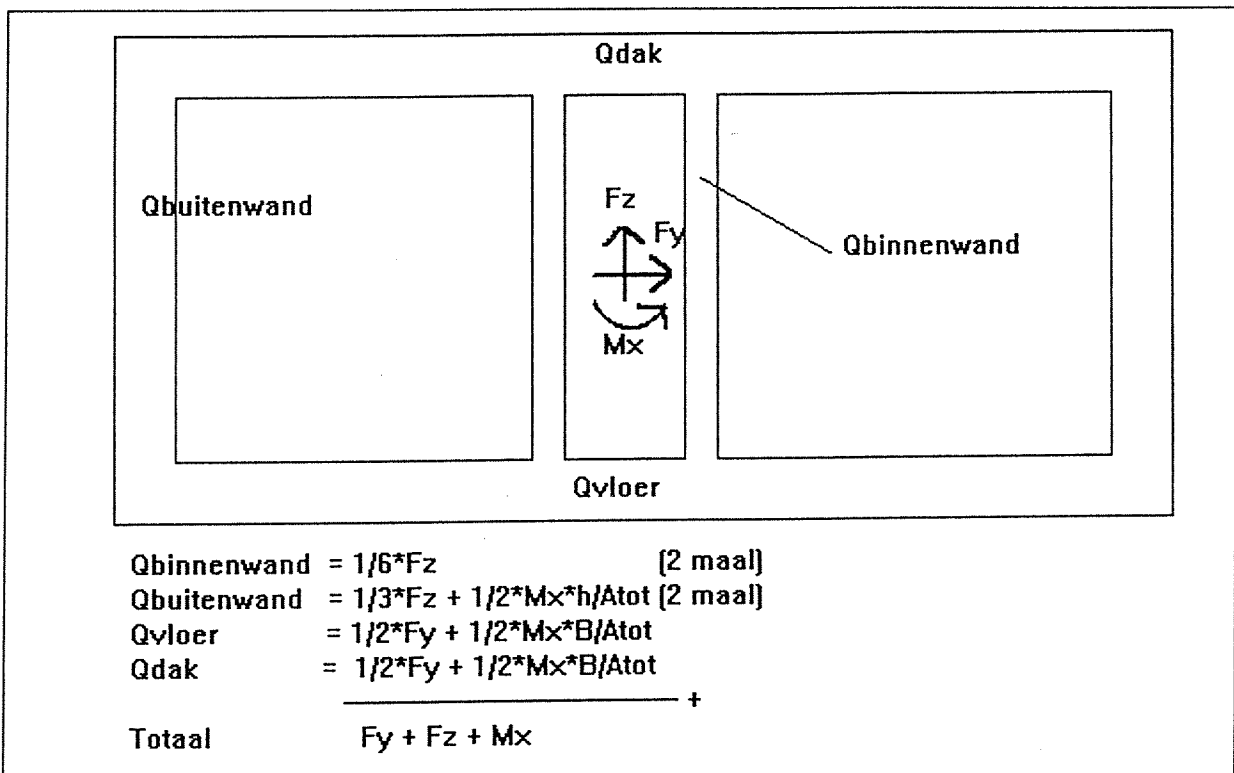 Qdak
Qbuitenwand
Fz
Fy
Qbinnenwand
Mx
Qvloer
Qbinnenwand = 1/6*Fz (2 maal)
Qbuitenwand = 1/3*Fz + 1/2*Mx*h/Atot (2 maal)
Qvloer = 1/2*Fy + 1/2*Mx*B/Atot
Qdak = 1/2*Fy + 1/2*Mx*B/Atot
+
Totaal Fy + Fz + Mx